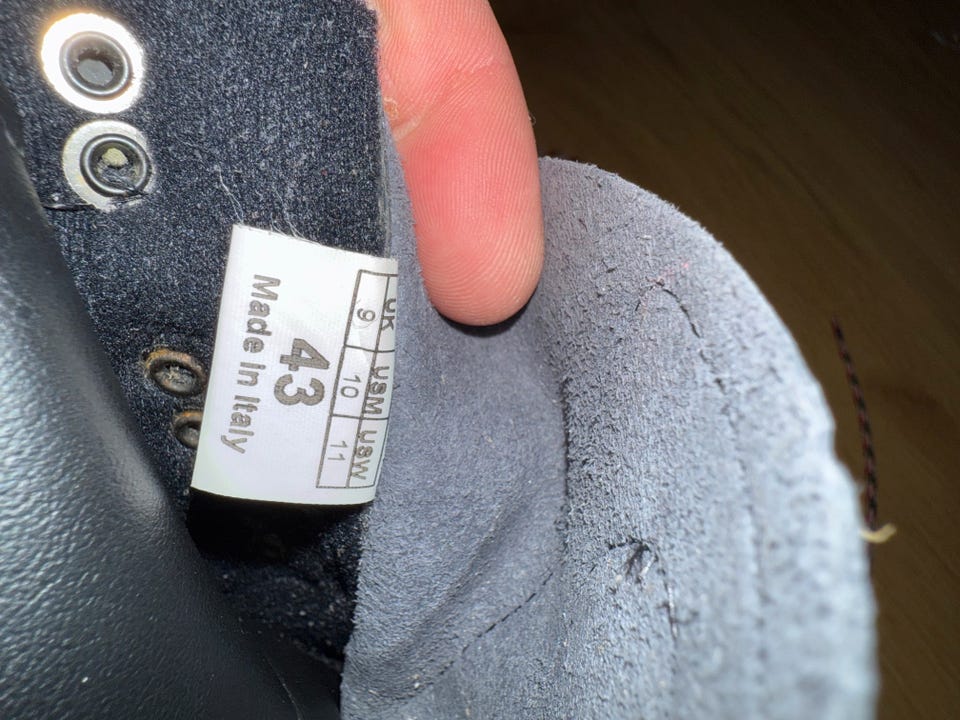 UK USM USW
9 10 11
43
Made In Italy